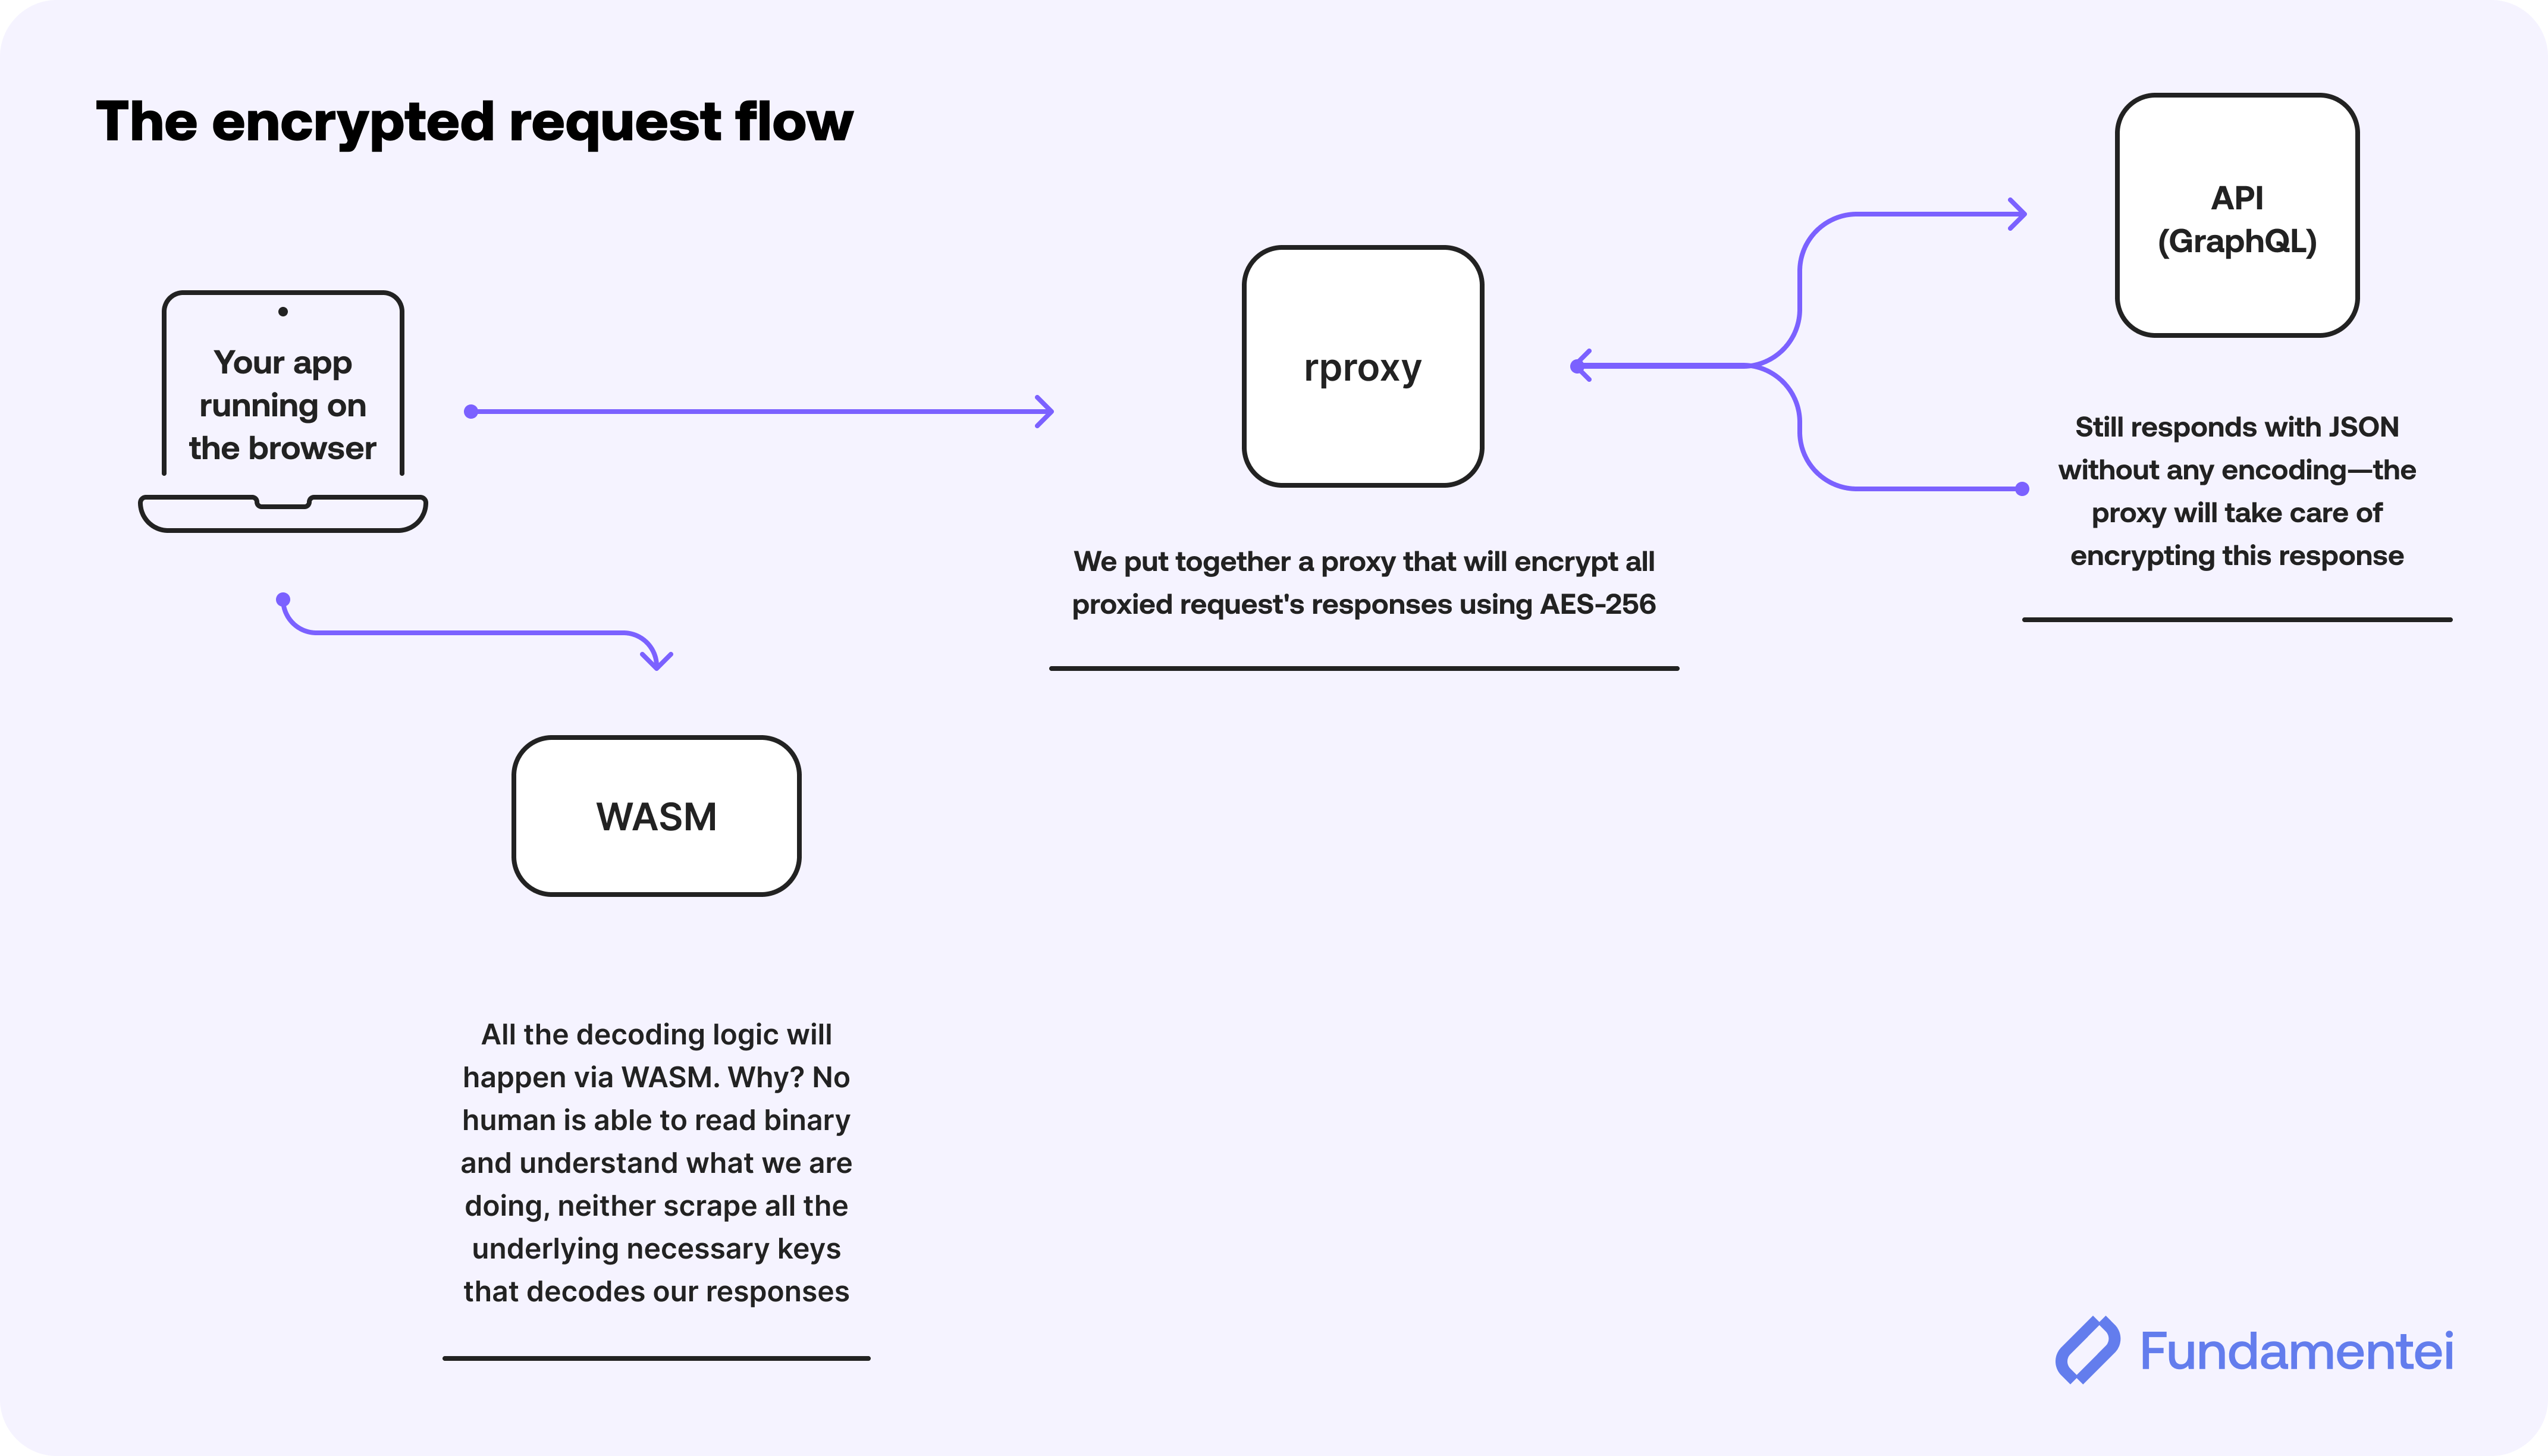 The encrypted request flow
Your app
running on
the browser
rproxy
We put together a proxy that will encrypt all
proxied request's responses using AES-256
API
(GraphQL)
Still responds with JSON
without any encoding—the
proxy will take care of
encrypting this response
WASM
All the decoding logic will
happen via WASM. Why? No
human is able to read binary
and understand what we are
doing, neither scrape all the
underlying necessary keys
that decodes our responses
Fundamentei